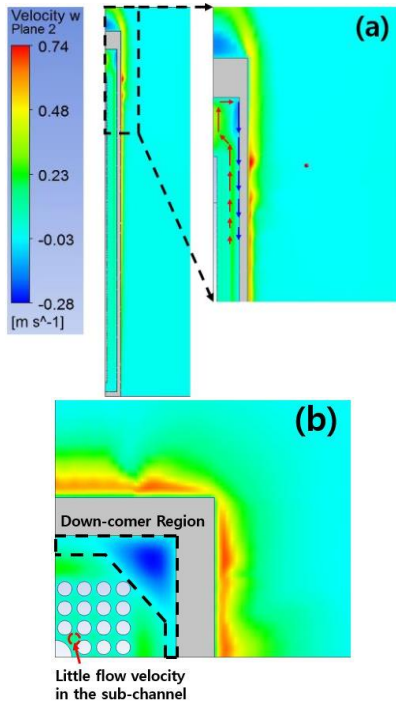 Velocity w
Plane 2
0.74
0.48
0.23
-0.03
-0.28
[m s^-1]
(a)
(b)
Down-comer Region
Little flow velocity
in the sub-channel